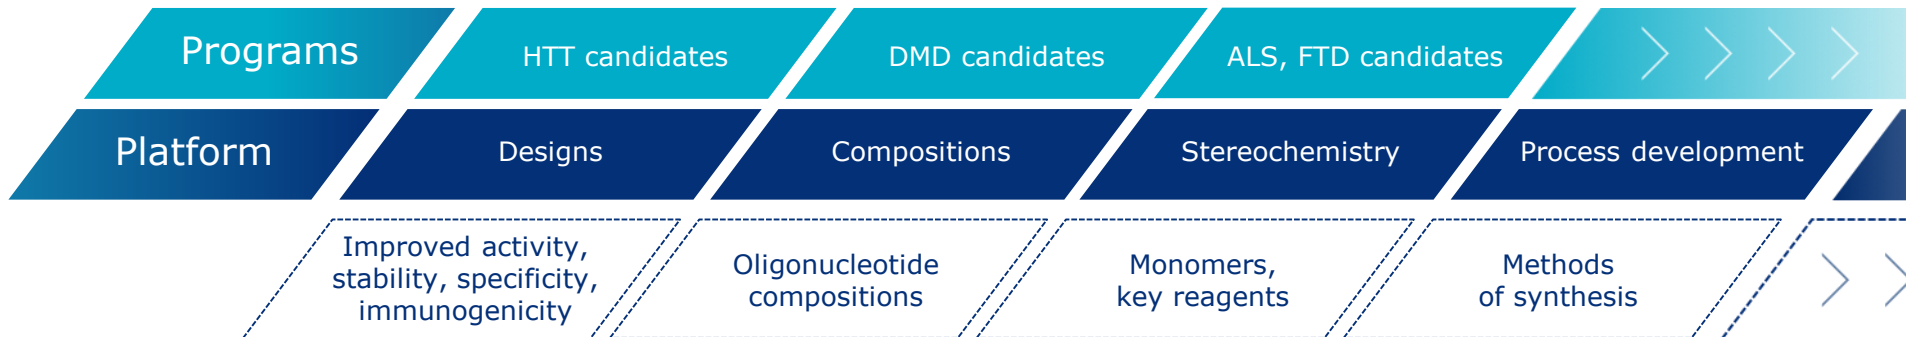 Programs
HTT candidates
DMD candidates
ALS, FTD candidates
Platform
Designs
Compositions
Stereochemistry
Process development
Improved activity,
stability, specificity,
immunogenicity
Oligonucleotide
compositions
Monomers,
key reagents
Methods
of synthesis